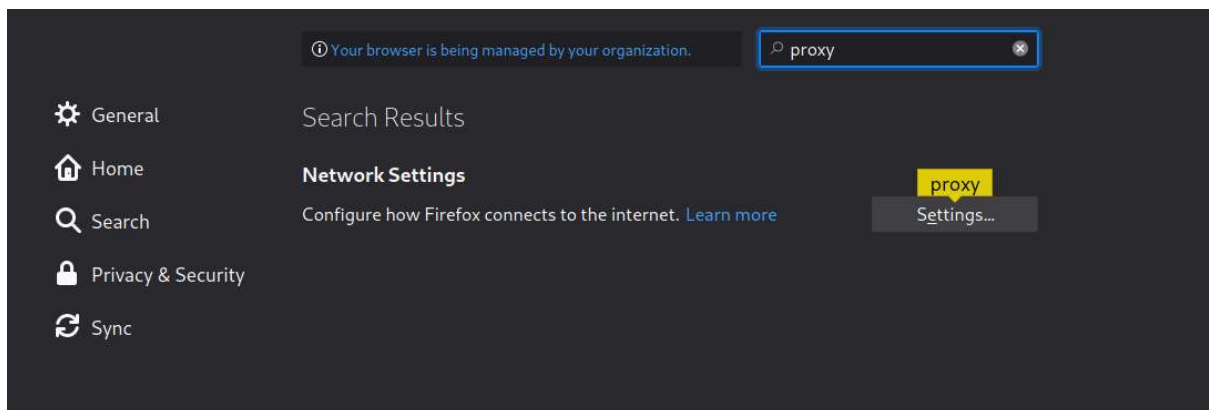 Your browser is being managed by your organization.
proxy
General
Home
Search
Privacy & Security
Sync
Search Results
Network Settings
Configure how Firefox connects to the internet. Learn more
proxy
Settings...